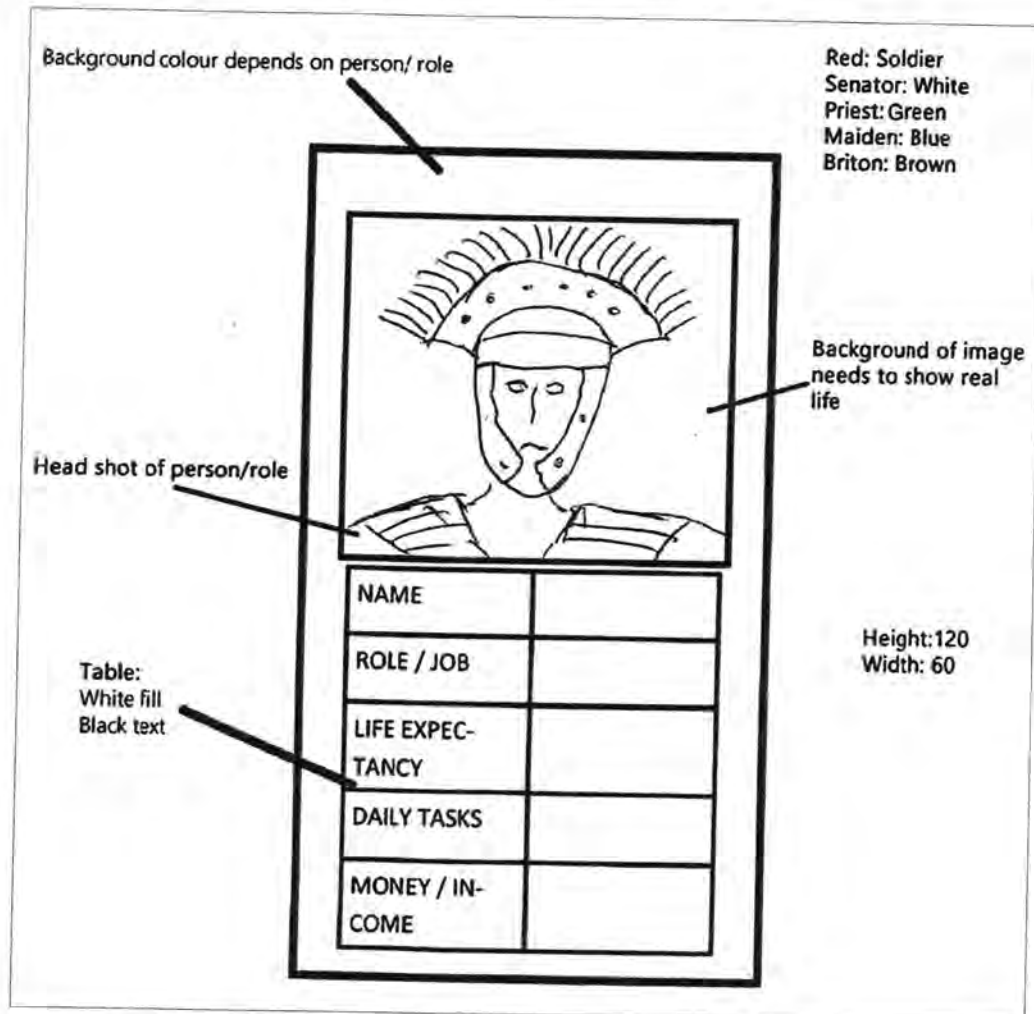 Background colour depends on person/ role
Red: Soldier
Senator: White
Priest: Green
Maiden: Blue
Briton: Brown
Background of image
needs to show real
life
Head shot of person/role
NAME
ROLE / JOB
LIFE EXPEC-
TANCY
DAILY TASKS
MONEY / IN-
COME
Table:
White fill
Black text
Height:120
Width: 60